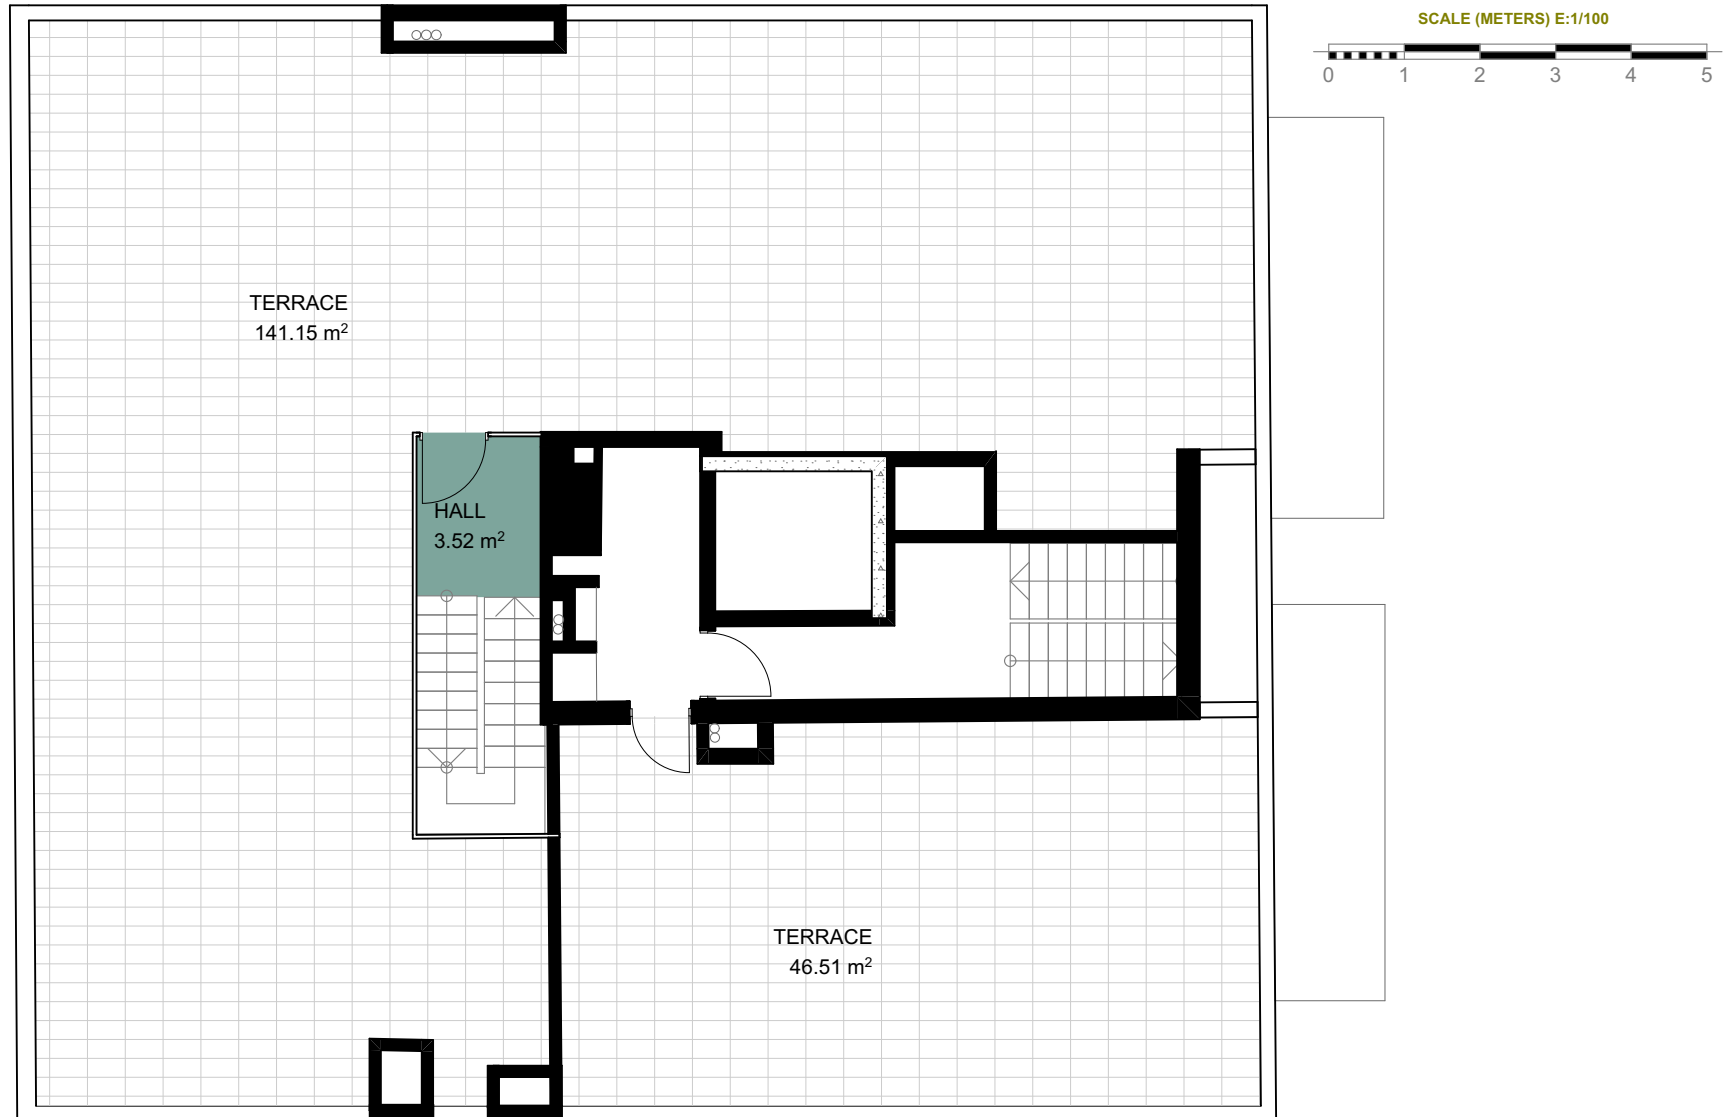 SCALE (METERS) E:1/100
0 1 2 3 4 5
TERRACE
141.15 m²
HALL
3.52 m²
TERRACE
46.51 m²